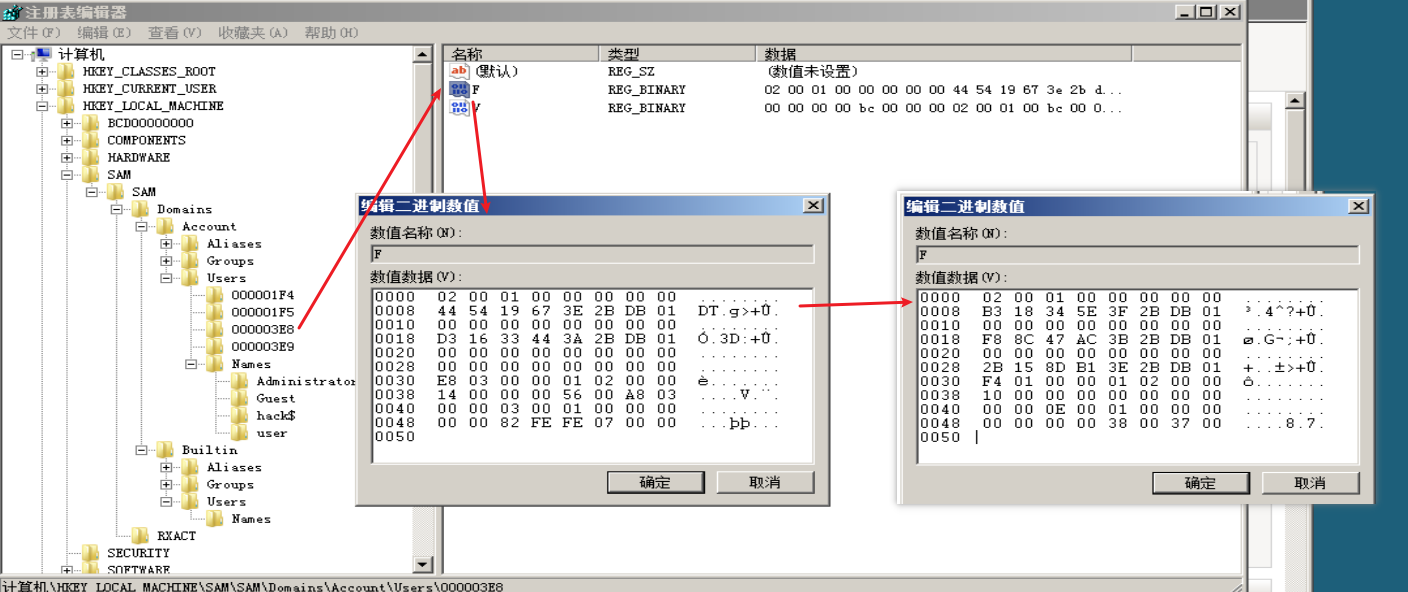 注册表编辑器
文件(F) 编辑(E) 查看(V) 收藏夹(A) 帮助(H)
计算机
HKEY_CLASSES_ROOT
HKEY_CURRENT_USER
HKEY_LOCAL_MACHINE
BCD00000000
COMPONENTS
HARDWARE
SAM
SAM
Domains
Account
Aliases
Groups
Users
000001F4
000001F5
000003E8
000003E9
Names
Administrator
Guest
hack$
user
Builtin
Aliases
Groups
Users
Names
RXACT
SECURITY
SOFTWARE
名称 类型 数据
(默认) REG_SZ (数值未设置)
F REG_BINARY 02 00 01 00 00 00 00 00 44 54 19 67 3e 2b d...
V REG_BINARY 00 00 00 00 bc 00 00 00 02 00 01 00 bc 00 0...
编辑二进制数值
数值名称(N):
F
数值数据(V):
0000 02 00 01 00 00 00 00 00 ........
0008 44 54 19 67 3E 2B DB 01 DT.g>+Û.
0010 00 00 00 00 00 00 00 00 ........
0018 D3 16 33 44 3A 2B DB 01 Ó.3D:+Û.
0020 00 00 00 00 00 00 00 00 ........
0028 00 00 00 00 00 00 00 00 ........
0030 E8 03 00 00 01 02 00 00 è.......
0038 14 00 00 00 56 00 A8 03 ....V.¨.
0040 00 00 03 00 01 00 00 00 ........
0048 00 00 82 FE FE 07 00 00 ...þþ...
0050
确定 取消
编辑二进制数值
数值名称(N):
F
数值数据(V):
0000 02 00 01 00 00 00 00 00 ........
0008 B3 18 34 5E 3F 2B DB 01 ³.4^?+Û.
0010 00 00 00 00 00 00 00 00 ........
0018 F8 8C 47 AC 3B 2B DB 01 ø.G¬;+Û.
0020 00 00 00 00 00 00 00 00 ........
0028 2B 15 8D B1 3E 2B DB 01 +..±>+Û.
0030 F4 01 00 00 01 02 00 00 ô.......
0038 10 00 00 00 00 00 00 00 ........
0040 00 00 0E 00 01 00 00 00 ........
0048 00 00 00 00 38 00 37 00 ....8.7.
0050
确定 取消
计算机\HKEY_LOCAL_MACHINE\SAM\SAM\Domains\Account\Users\000003E8